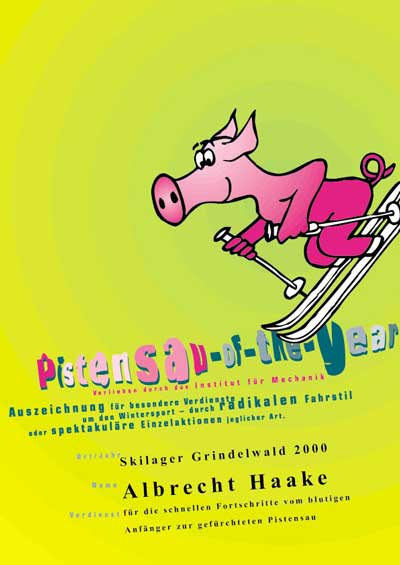 Pistensau-of-the-year
Verliehen durch das Institut für Mechanik
Auszeichnung für besondere Verdienste
um den Wintersport – durch radikalen Fahrstil
oder spektakuläre Einzelaktionen jeglicher Art.
Ort/Jahr Skilager Grindelwald 2000
Name Albrecht Haake
Verdienst für die schnellen Fortschritte vom blutigen
Anfänger zur gefürchteten Pistensau